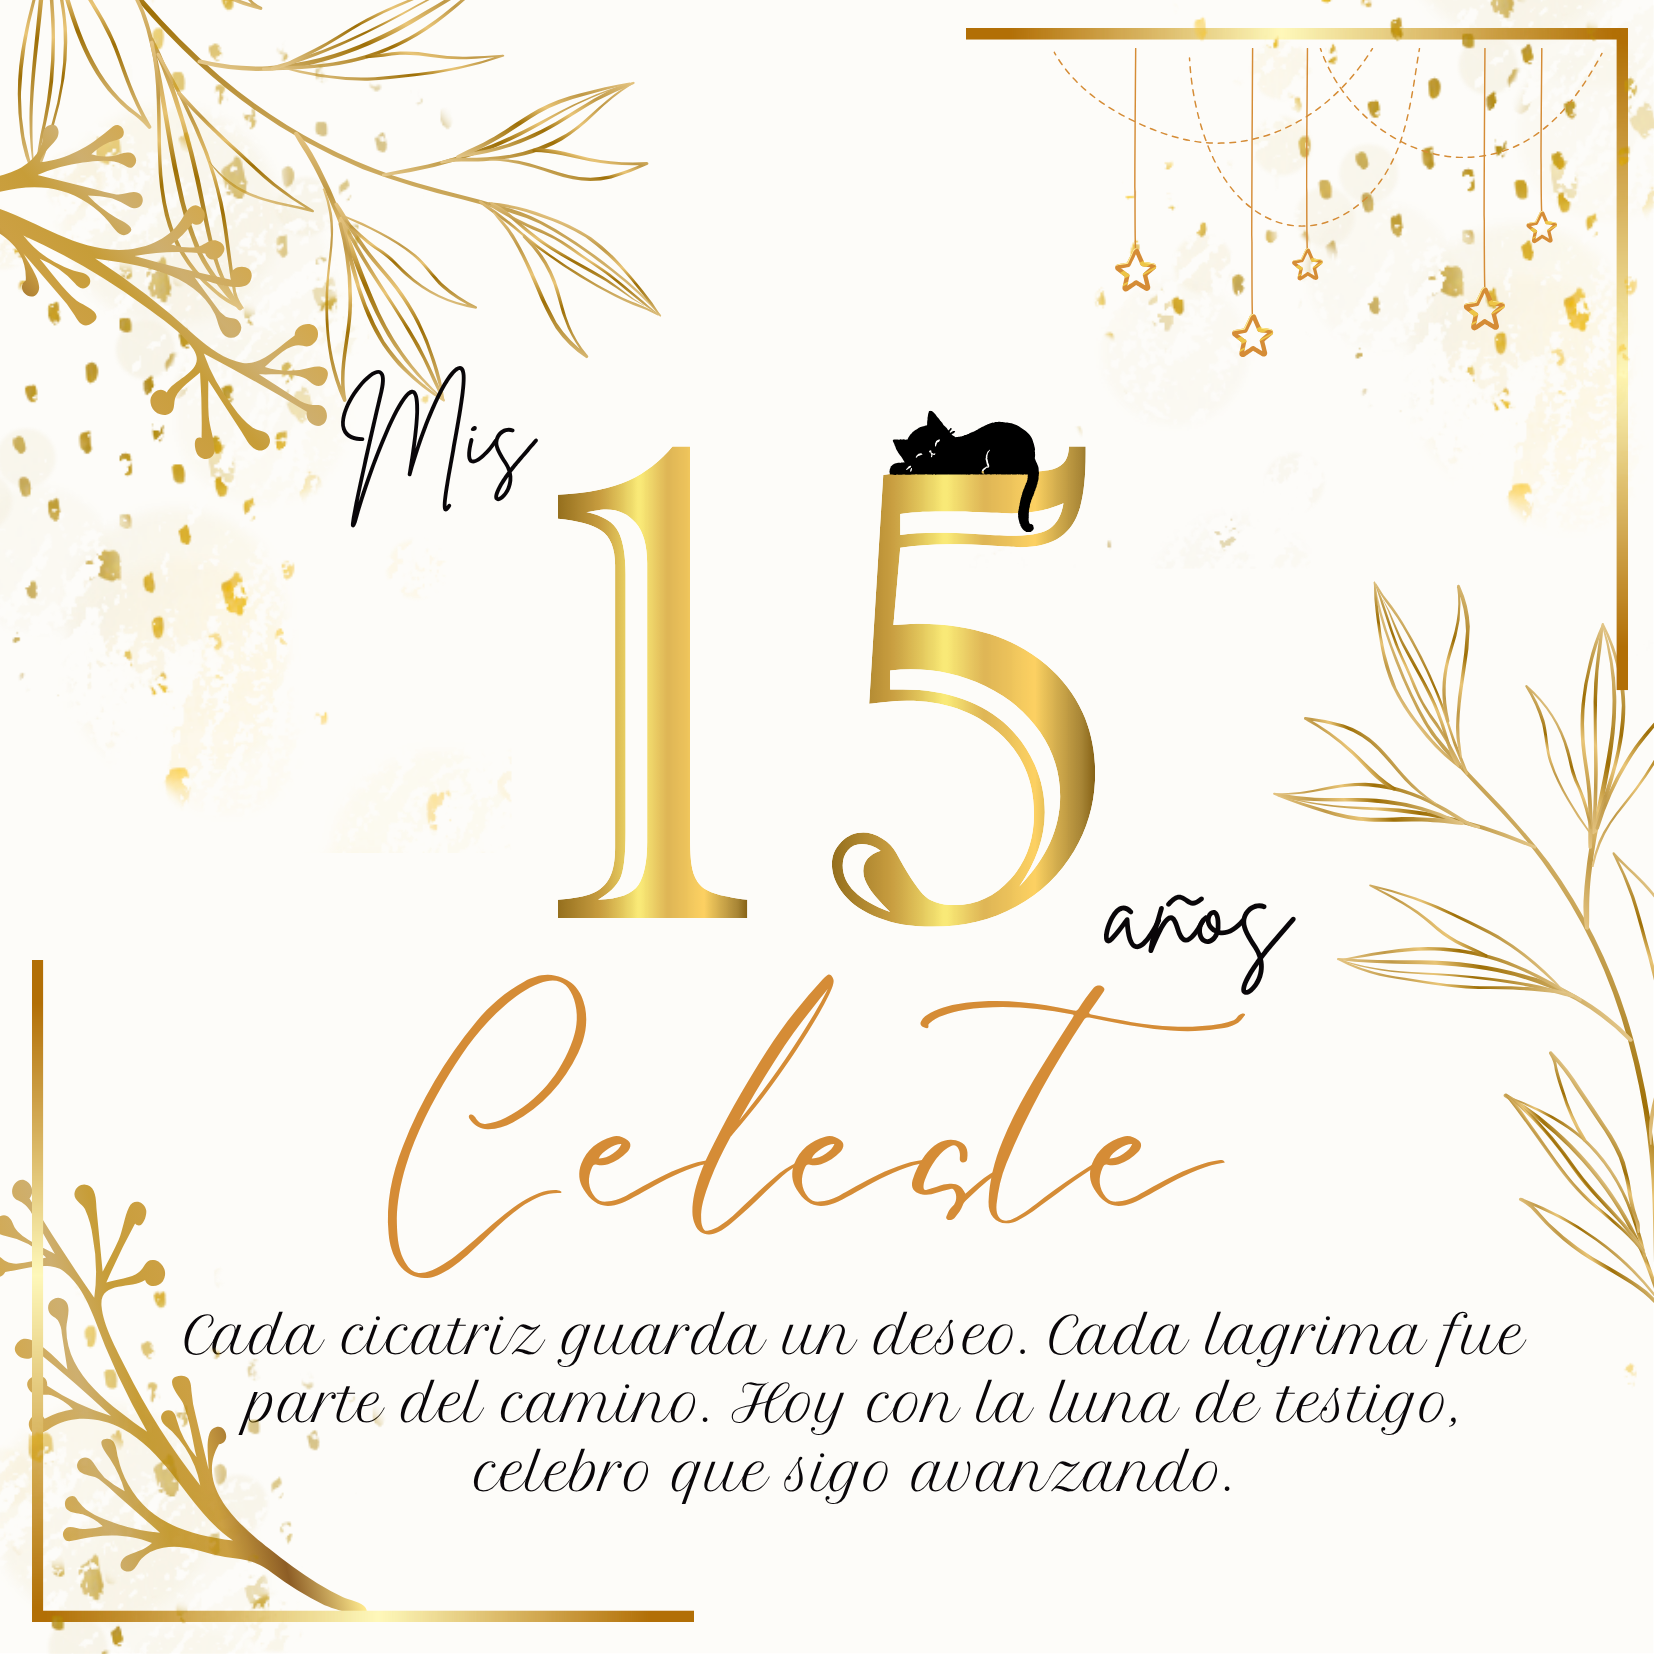 Mis
15
años
Celeste
Cada cicatriz guarda un deseo. Cada lagrima fue
parte del camino. Hoy con la luna de testigo,
celebro que sigo avanzando.